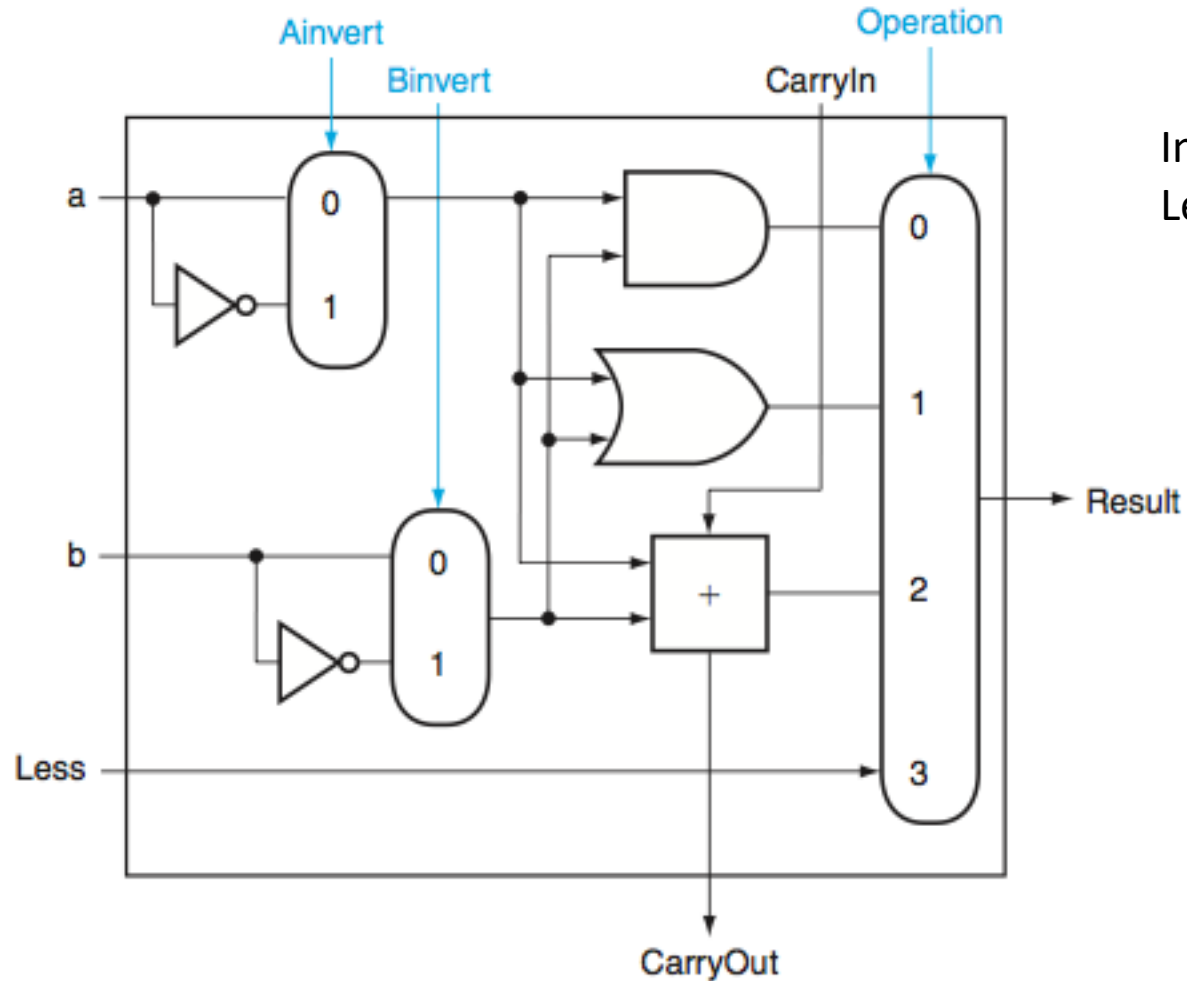 Ainvert
Operation
Binvert
CarryIn
a
0
1
0
1
b
0
1
+
2
Result
Less
3
CarryOut